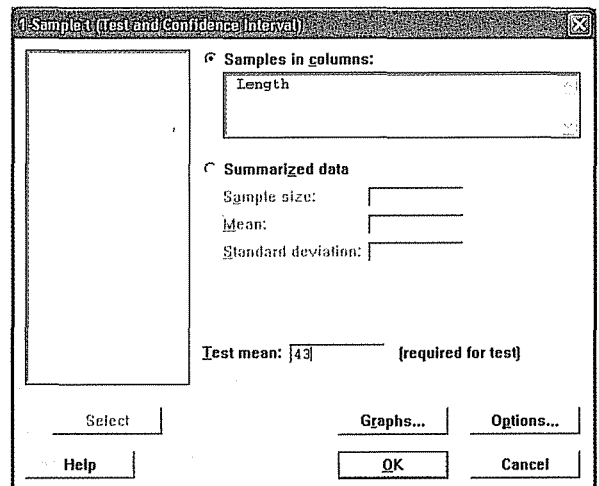 1-Sample t (Test and Confidence Interval)
Samples in columns:
Length
Summarized data
Sample size:
Mean:
Standard deviation:
Test mean: 43 (required for test)
Select
Graphs...
Options...
Help
OK
Cancel